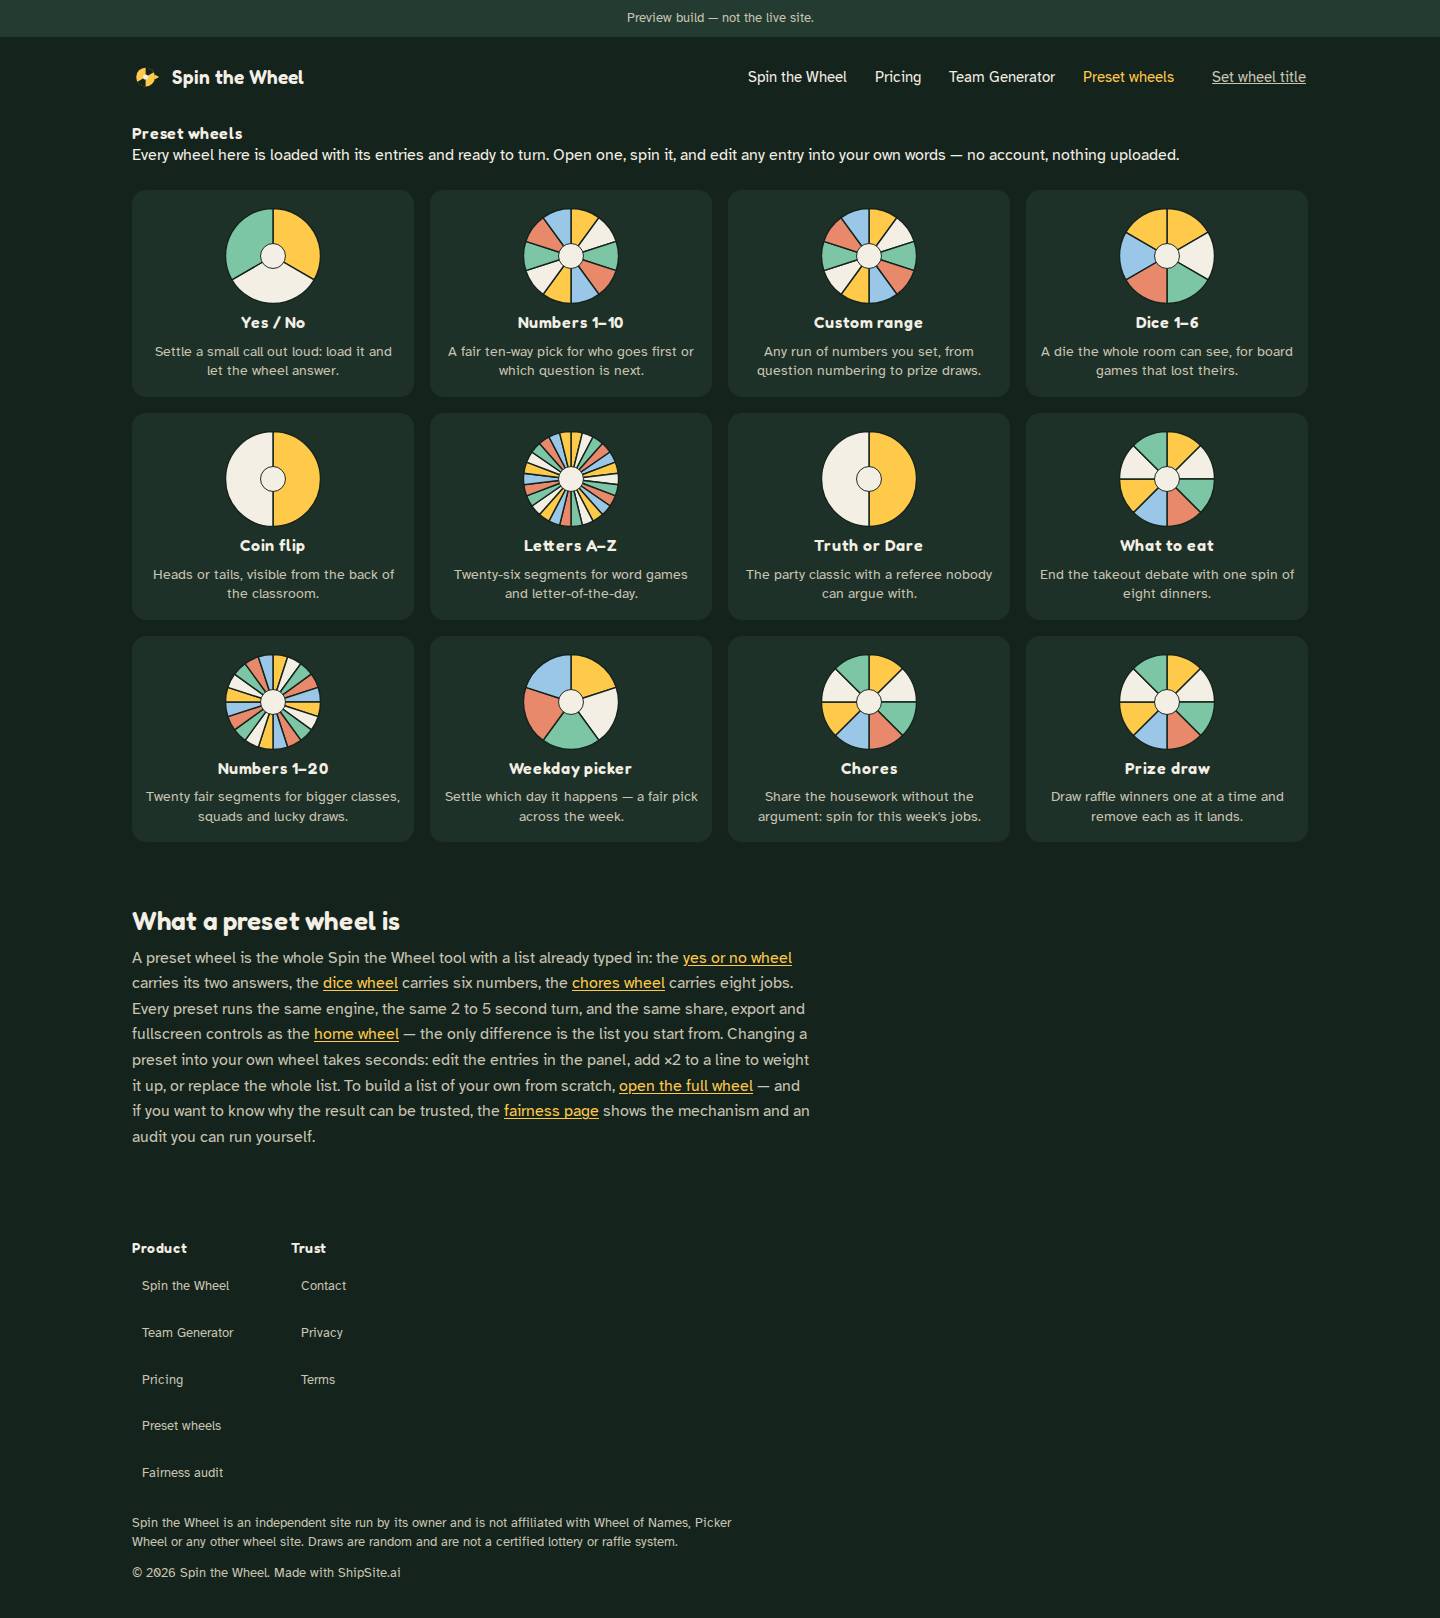 Preview build — not the live site.
Spin the Wheel
Spin the Wheel
Pricing
Team Generator
Preset wheels
Set wheel title
Preset wheels
Every wheel here is loaded with its entries and ready to turn. Open one, spin it, and edit any entry into your own words — no account, nothing uploaded.
Yes / No
Settle a small call out loud: load it and
let the wheel answer.
Numbers 1–10
A fair ten-way pick for who goes first or
which question is next.
Custom range
Any run of numbers you set, from
question numbering to prize draws.
Dice 1–6
A die the whole room can see, for board
games that lost theirs.
Coin flip
Heads or tails, visible from the back of
the classroom.
Letters A–Z
Twenty-six segments for word games
and letter-of-the-day.
Truth or Dare
The party classic with a referee nobody
can argue with.
What to eat
End the takeout debate with one spin of
eight dinners.
Numbers 1–20
Twenty fair segments for bigger classes,
squads and lucky draws.
Weekday picker
Settle which day it happens — a fair pick
across the week.
Chores
Share the housework without the
argument: spin for this week's jobs.
Prize draw
Draw raffle winners one at a time and
remove each as it lands.
What a preset wheel is
A preset wheel is the whole Spin the Wheel tool with a list already typed in: the yes or no wheel
carries its two answers, the dice wheel carries six numbers, the chores wheel carries eight jobs.
Every preset runs the same engine, the same 2 to 5 second turn, and the same share, export and
fullscreen controls as the home wheel — the only difference is the list you start from. Changing a
preset into your own wheel takes seconds: edit the entries in the panel, add ×2 to a line to weight
it up, or replace the whole list. To build a list of your own from scratch, open the full wheel — and
if you want to know why the result can be trusted, the fairness page shows the mechanism and an
audit you can run yourself.
Product
Spin the Wheel
Team Generator
Pricing
Preset wheels
Fairness audit
Trust
Contact
Privacy
Terms
Spin the Wheel is an independent site run by its owner and is not affiliated with Wheel of Names, Picker
Wheel or any other wheel site. Draws are random and are not a certified lottery or raffle system.
© 2026 Spin the Wheel. Made with ShipSite.ai